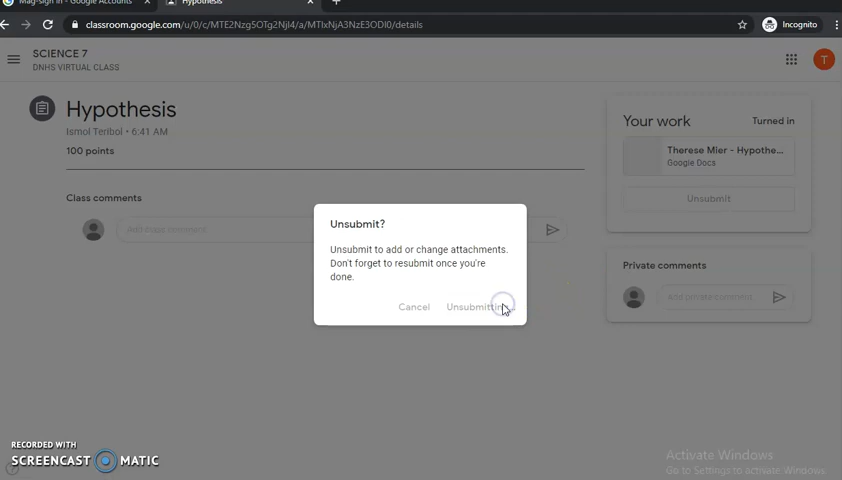 Mag-sign in - Google Accounts
Hypothesis
classroom.google.com/u/0/c/MTE2Nzg5OTg2NjI4/a/MTIxNjA3NzE3ODI0/details
Incognito
SCIENCE 7
DNHS VIRTUAL CLASS
T
Hypothesis
Ismol Teribol • 6:41 AM
100 points
Class comments
Add class comment
Your work
Turned in
Therese Mier - Hypothe...
Google Docs
Unsubmit
Private comments
Add private comment
Unsubmit?
Unsubmit to add or change attachments.
Don't forget to resubmit once you're
done.
Cancel
Unsubmitting...
RECORDED WITH
SCREENCAST MATIC
Activate Windows
Go to Settings to activate Windows.